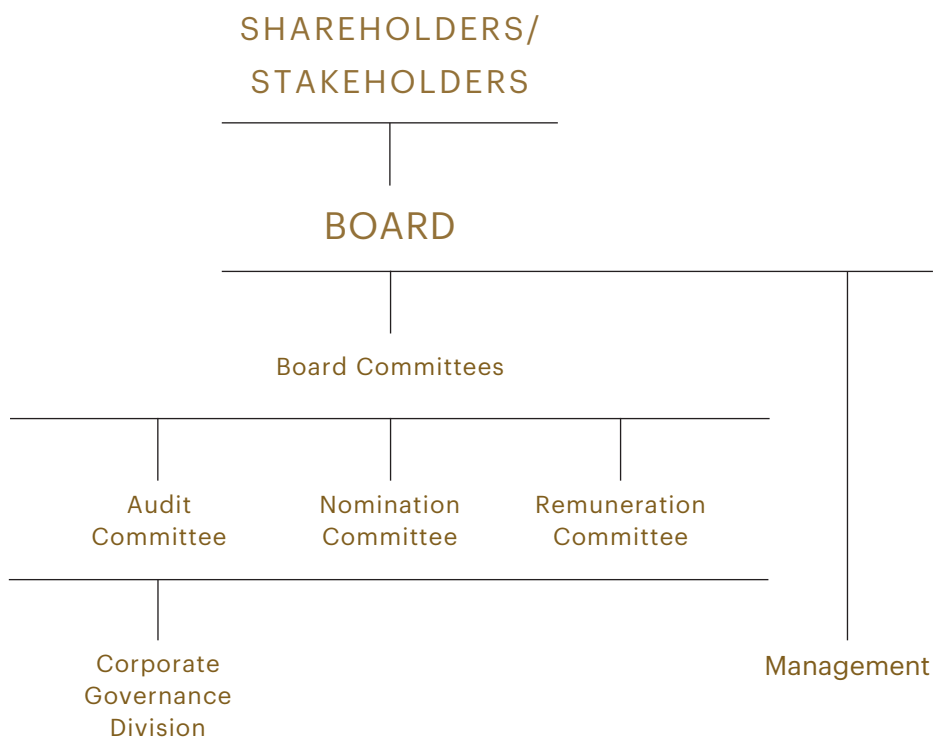 SHAREHOLDERS/
STAKEHOLDERS
BOARD
Board Committees
Audit
Committee
Nomination
Committee
Remuneration
Committee
Corporate
Governance
Division
Management